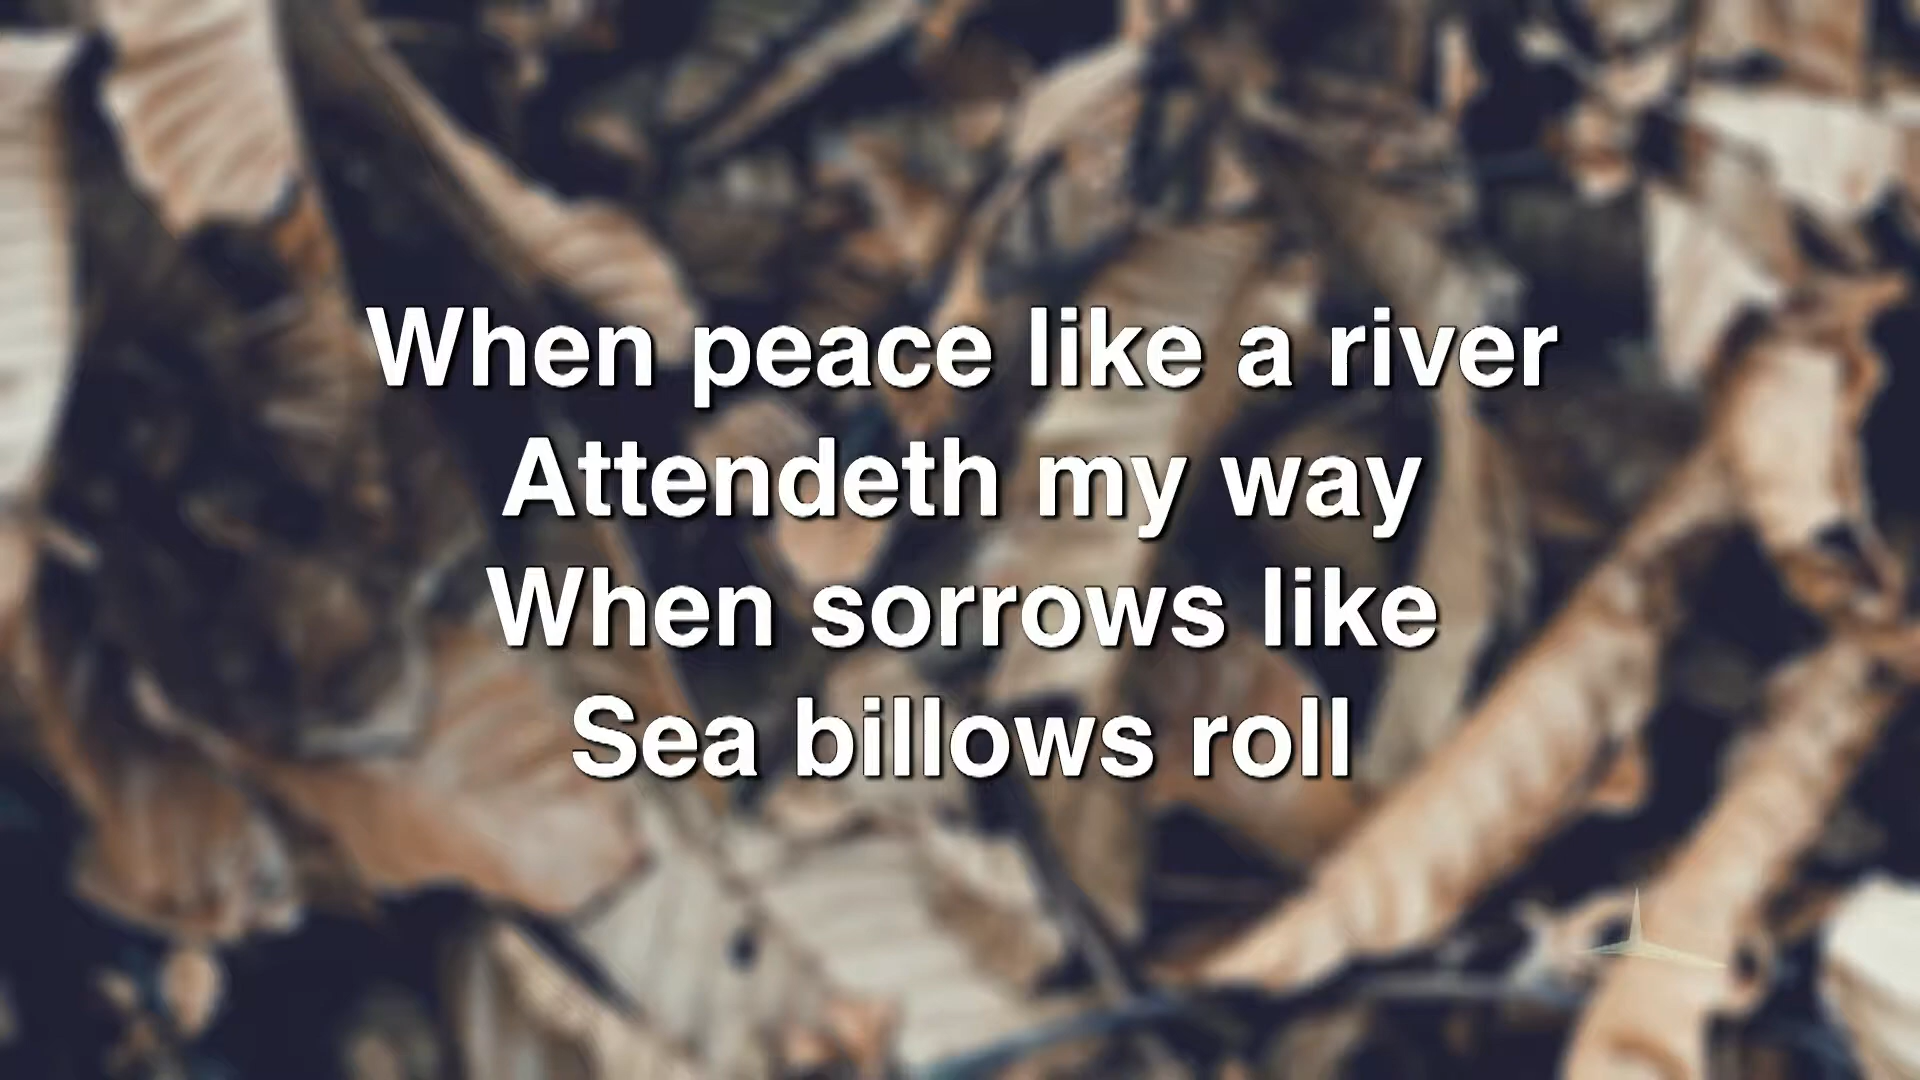 When peace like a river
Attendeth my way
When sorrows like
Sea billows roll